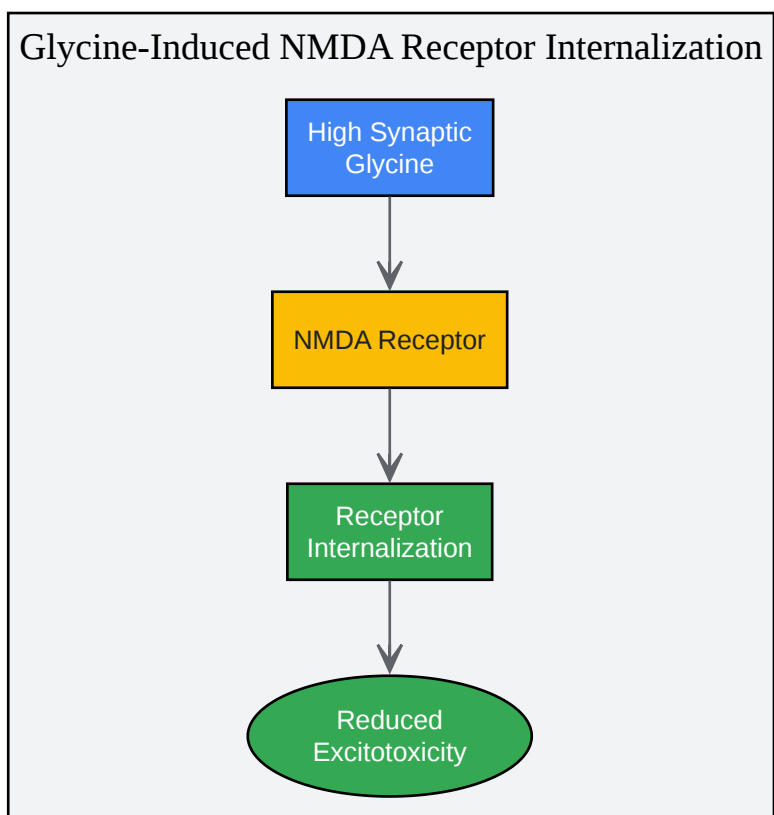 Glycine-Induced NMDA Receptor Internalization
High Synaptic
Glycine
NMDA Receptor
Receptor
Internalization
Reduced
Excitotoxicity